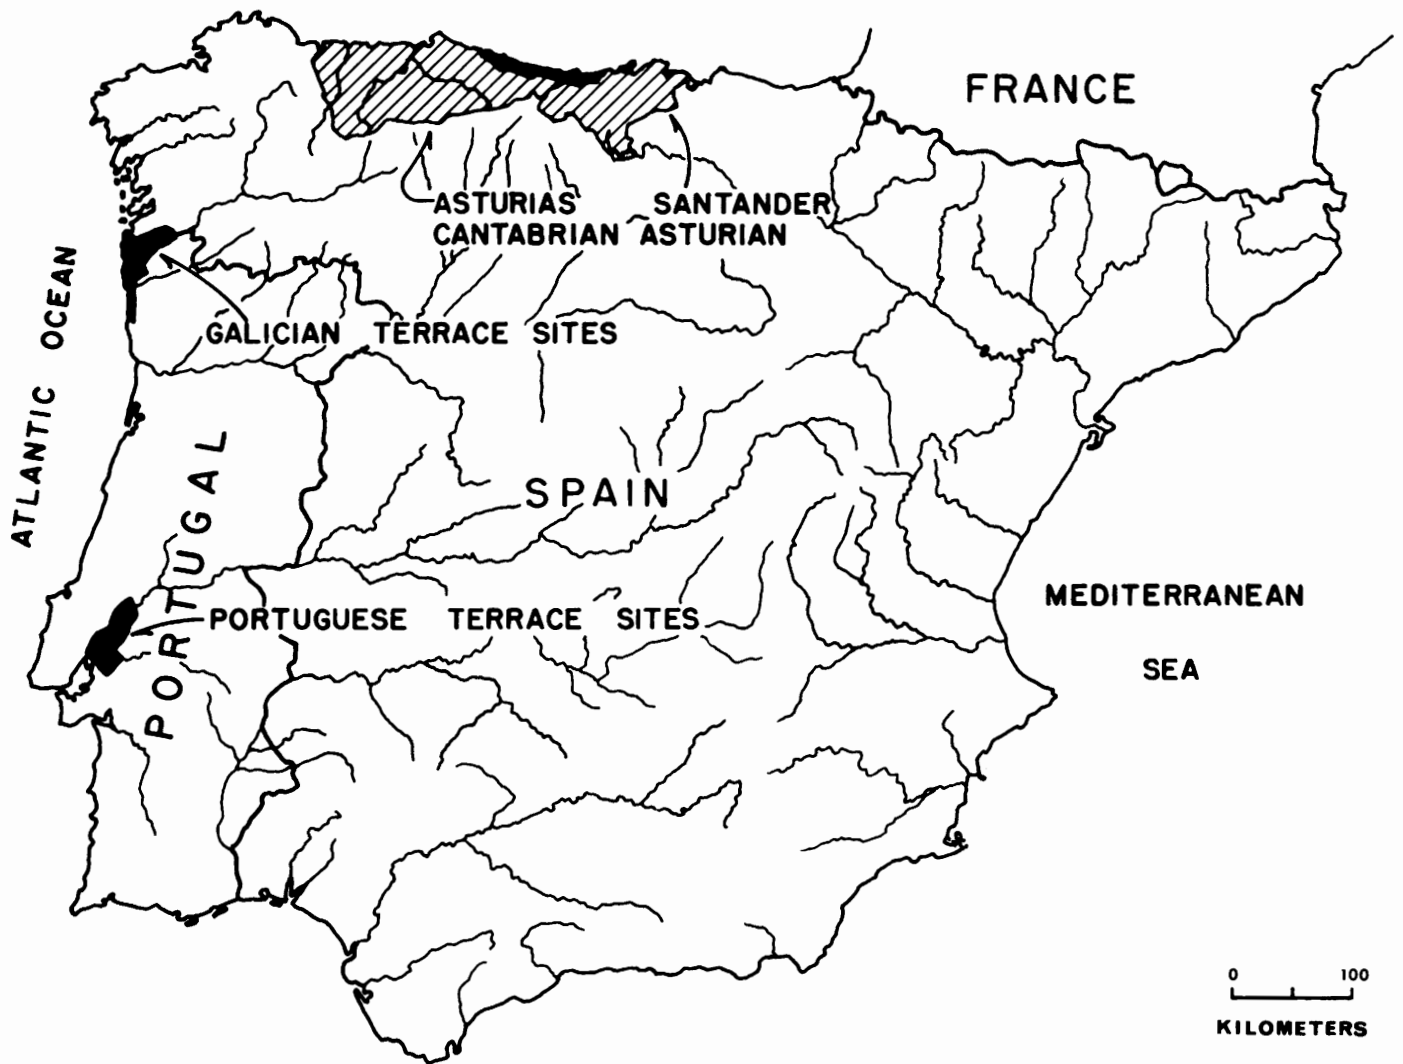 FRANCE
ASTURIAS SANTANDER
CANTABRIAN ASTURIAN
ATLANTIC OCEAN
GALICIAN TERRACE SITES
SPAIN
PORTUGAL
PORTUGUESE TERRACE SITES
MEDITERRANEAN
SEA
0 100
KILOMETERS